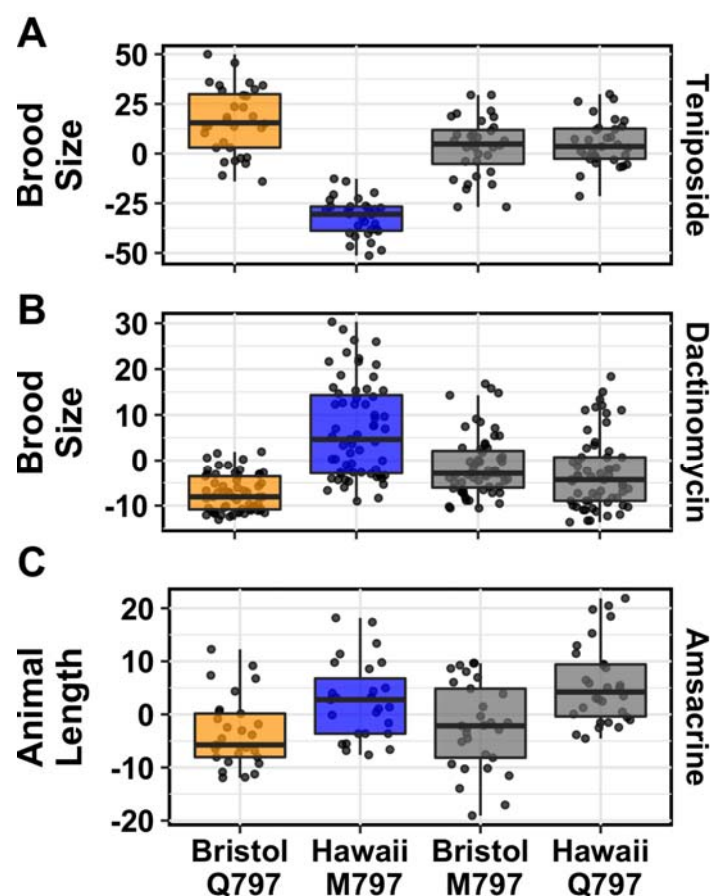 A
50
25
0
-25
-50
Brood
Size
Teniposide
B
30
20
10
0
-10
Brood
Size
Dactinomycin
C
20
10
0
-10
-20
Animal
Length
Amsacrine
Bristol Hawaii Bristol Hawaii
Q797 M797 M797 Q797